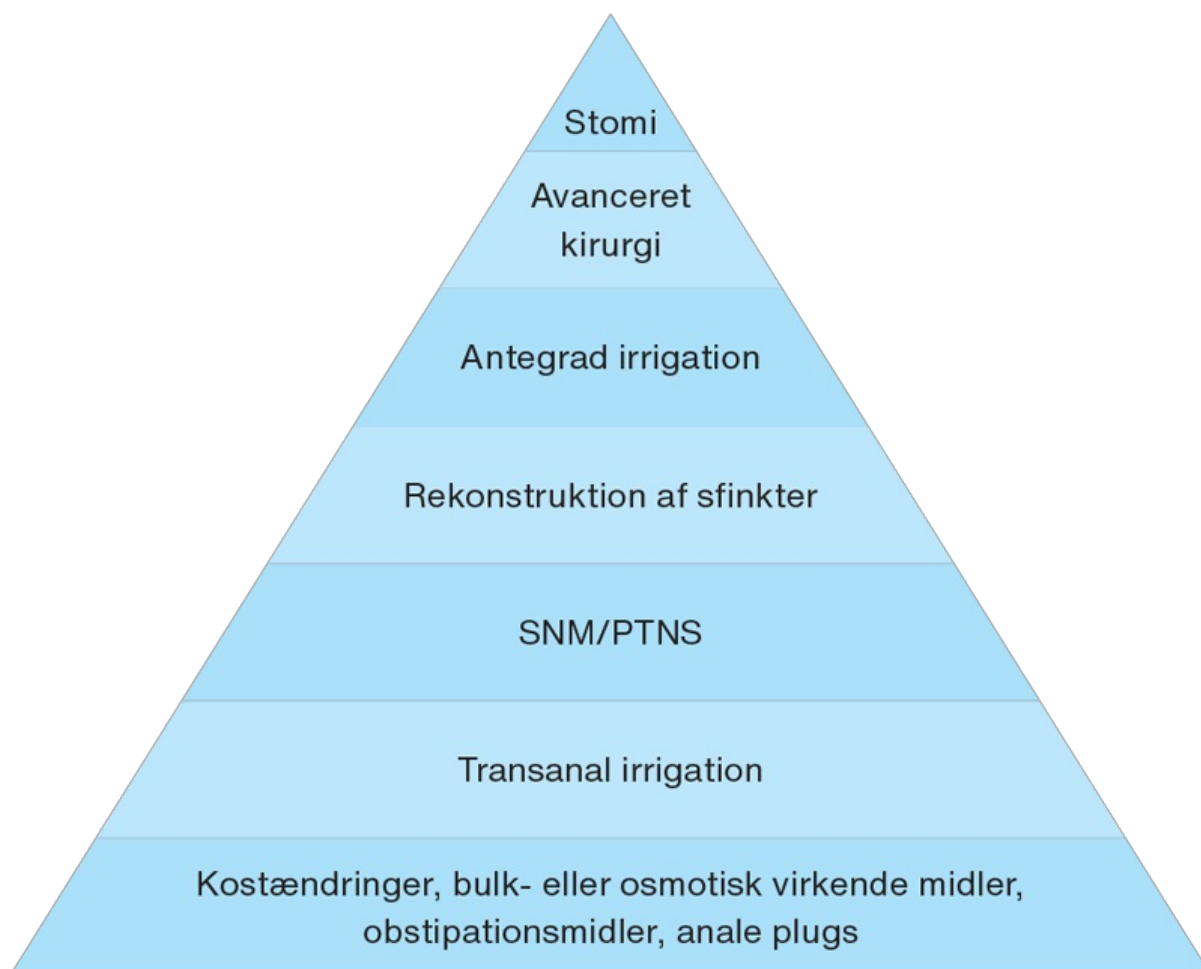 Stomi
Avanceret
kirurgi
Antegrad irrigation
Rekonstruktion af sfinkter
SNM/PTNS
Transanal irrigation
Kostændringer, bulk- eller osmotisk virkende midler,
obstipationsmidler, anale plugs